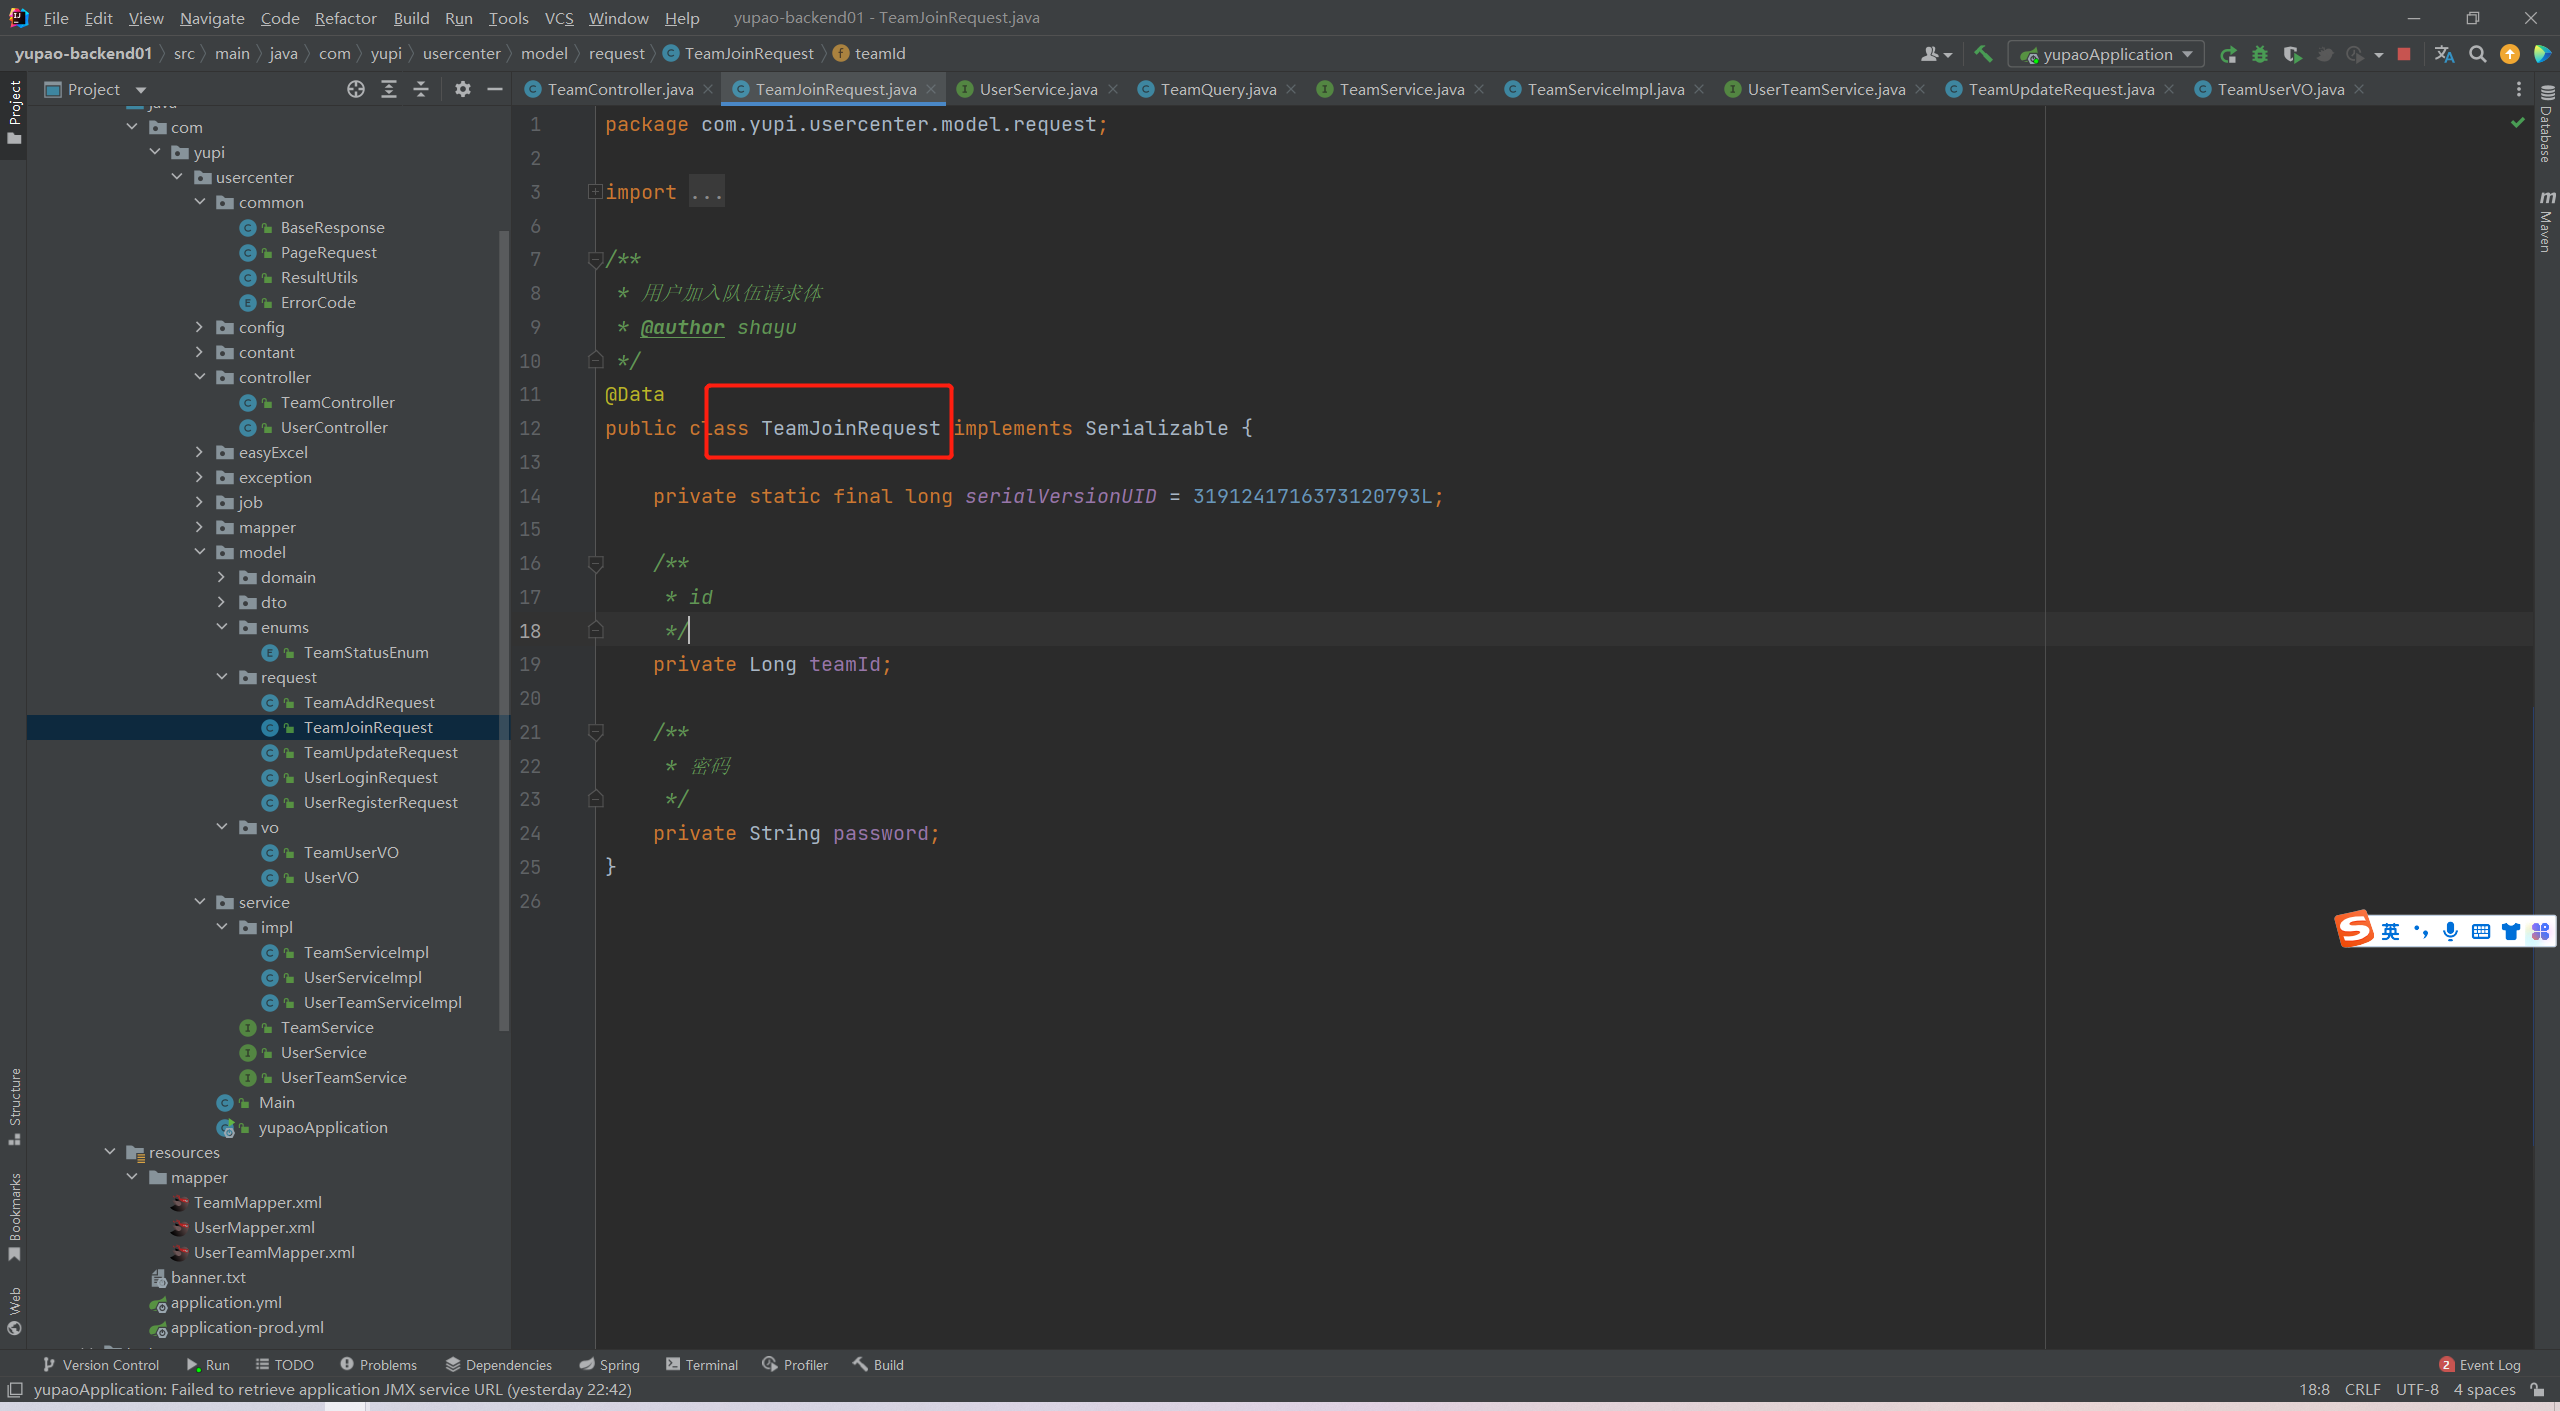 File Edit View Navigate Code Refactor Build Run Tools VCS Window Help yupao-backend01 - TeamJoinRequest.java
yupao-backend01 src main java com yupi usercenter model request TeamJoinRequest teamId yupaoApplication
Project
TeamController.java TeamJoinRequest.java UserService.java TeamQuery.java TeamService.java TeamServiceImpl.java UserTeamService.java TeamUpdateRequest.java TeamUserVO.java
Project
Structure
Bookmarks
Web
java
com
yupi
usercenter
common
BaseResponse
PageRequest
ResultUtils
ErrorCode
config
contant
controller
TeamController
UserController
easyExcel
exception
job
mapper
model
domain
dto
enums
TeamStatusEnum
request
TeamAddRequest
TeamJoinRequest
TeamUpdateRequest
UserLoginRequest
UserRegisterRequest
vo
TeamUserVO
UserVO
service
impl
TeamServiceImpl
UserServiceImpl
UserTeamServiceImpl
TeamService
UserService
UserTeamService
Main
yupaoApplication
resources
mapper
TeamMapper.xml
UserMapper.xml
UserTeamMapper.xml
banner.txt
application.yml
application-prod.yml
1 package com.yupi.usercenter.model.request;
2
3 import ...
6
7 /**
8 * 用户加入队伍请求体
9 * @author shayu
10 */
11 @Data
12 public class TeamJoinRequest implements Serializable {
13
14 private static final long serialVersionUID = 3191241716373120793L;
15
16 /**
17 * id
18 */
19 private Long teamId;
20
21 /**
22 * 密码
23 */
24 private String password;
25 }
26
Database
m Maven
S 英
Version Control Run TODO Problems Dependencies Spring Terminal Profiler Build 2 Event Log
yupaoApplication: Failed to retrieve application JMX service URL (yesterday 22:42) 18:8 CRLF UTF-8 4 spaces